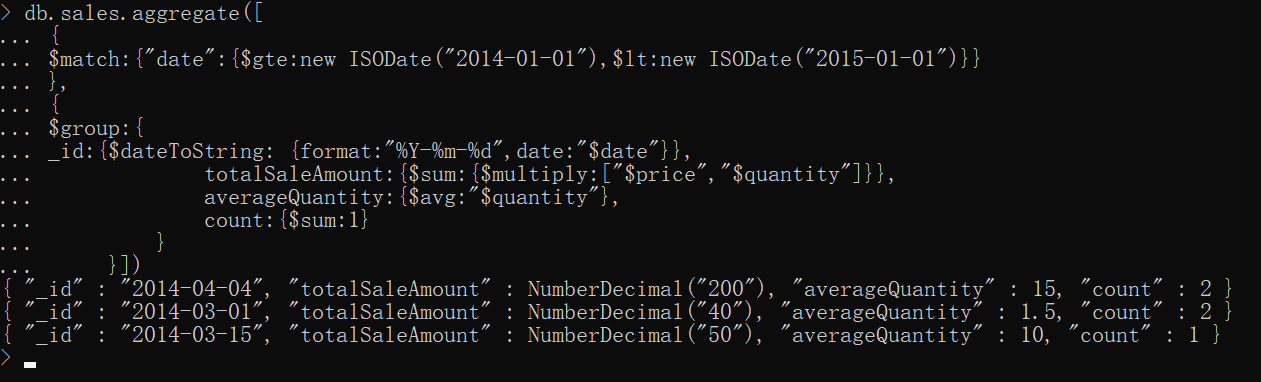 > db.sales.aggregate([
... {
... $match:{"date":{$gte:new ISODate("2014-01-01"),$lt:new ISODate("2015-01-01")}}
... },
... {
... $group:{
... _id:{$dateToString: {format:"%Y-%m-%d",date:"$date"}},
... totalSaleAmount:{$sum:{$multiply:["$price","$quantity"]}},
... averageQuantity:{$avg:"$quantity"},
... count:{$sum:1}
... }
... }])
{ "_id" : "2014-04-04", "totalSaleAmount" : NumberDecimal("200"), "averageQuantity" : 15, "count" : 2 }
{ "_id" : "2014-03-01", "totalSaleAmount" : NumberDecimal("40"), "averageQuantity" : 1.5, "count" : 2 }
{ "_id" : "2014-03-15", "totalSaleAmount" : NumberDecimal("50"), "averageQuantity" : 10, "count" : 1 }
>